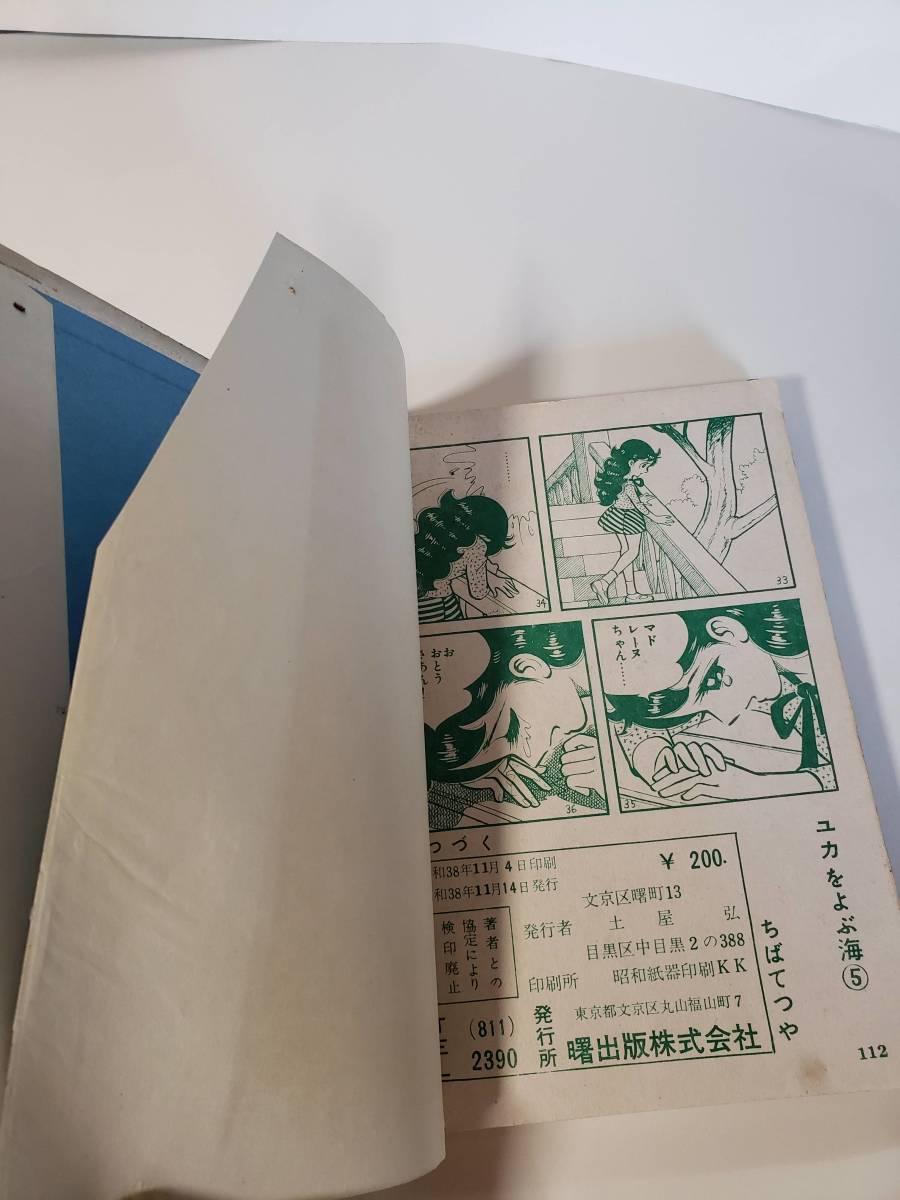 33
………
34
マド
レーヌ
ちゃん……
35
おとう
36
つづく
和38年11月4日印刷
和38年11月14日発行
¥ 200.
文京区曙町13
発行者 土屋 弘
目黒区中目黒2の388
印刷所 昭和紙器印刷KK
著者との
協定により
検印廃止
東京都文京区丸山福山町7
発行所 曙出版株式会社
(811)
2390
ユカをよぶ海⑤
ちばてつや
112